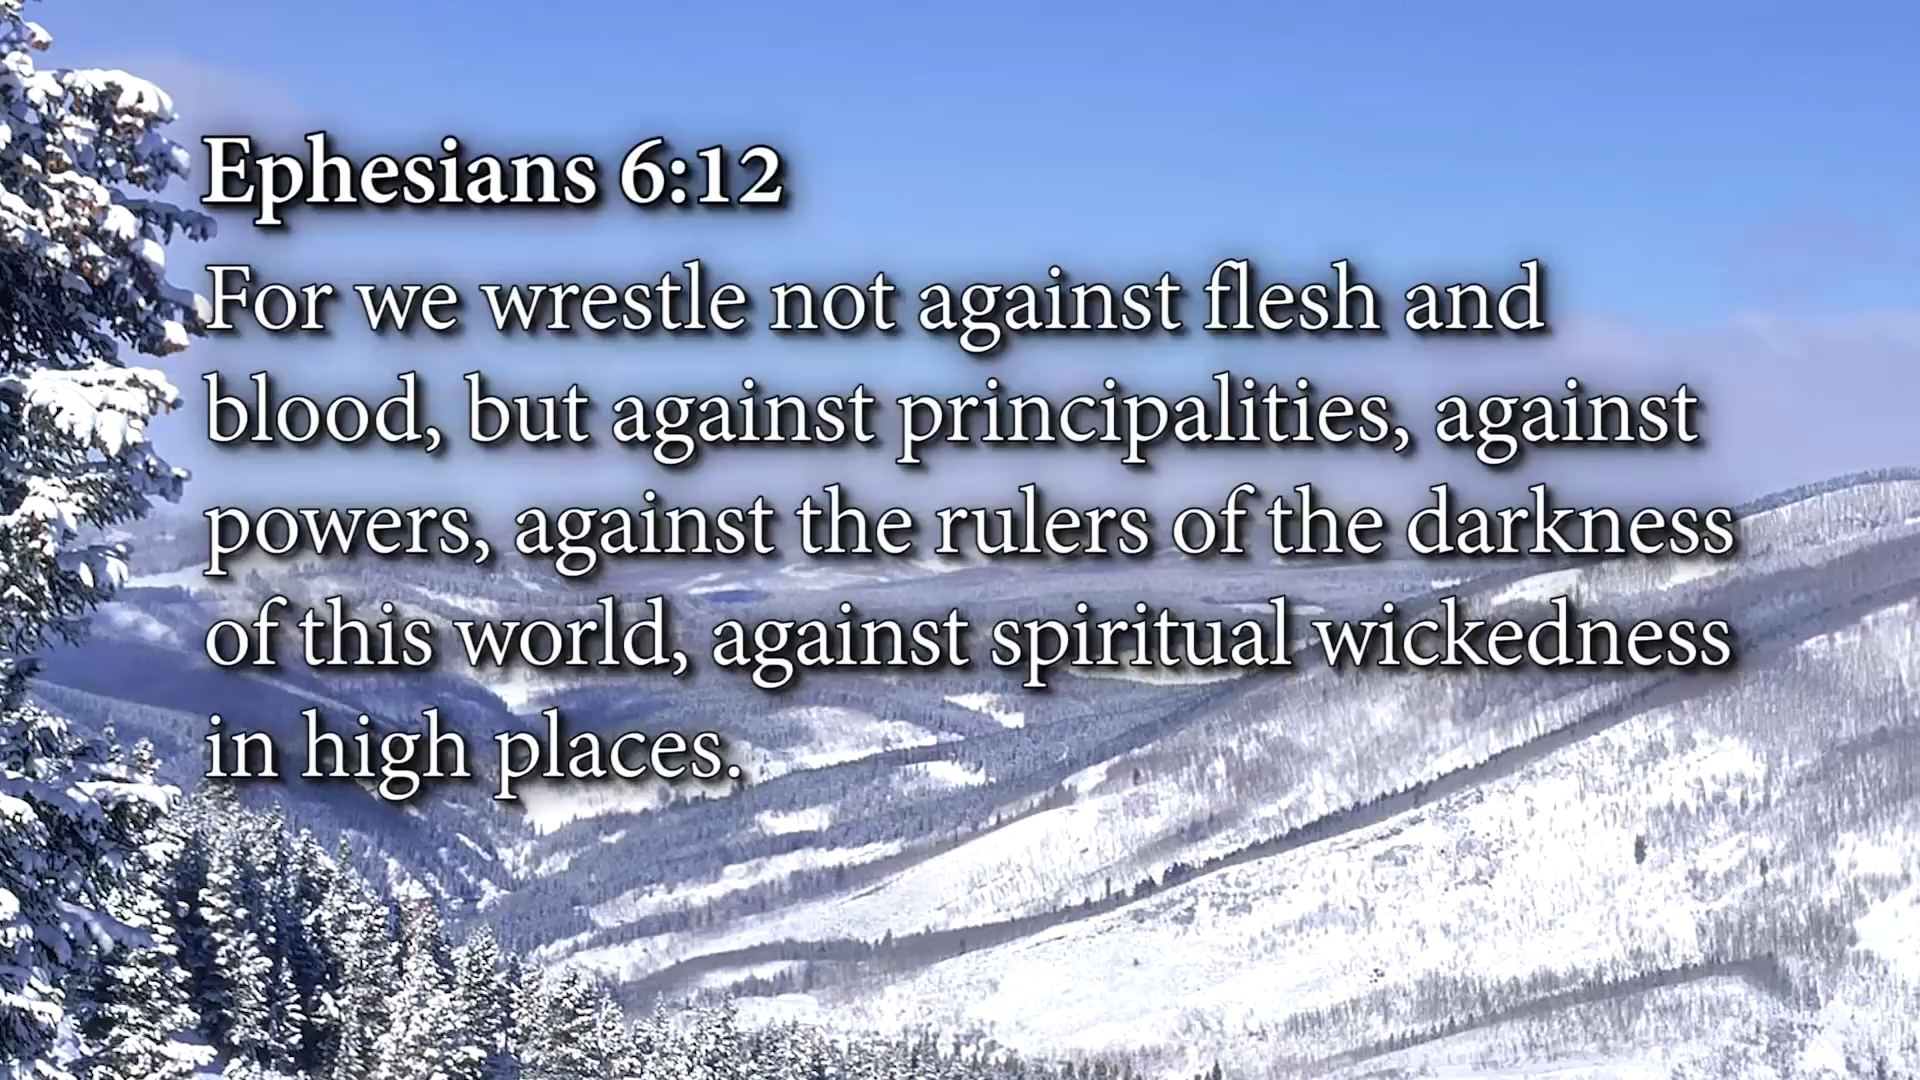 Ephesians 6:12
For we wrestle not against flesh and
blood, but against principalities, against
powers, against the rulers of the darkness
of this world, against spiritual wickedness
in high places.